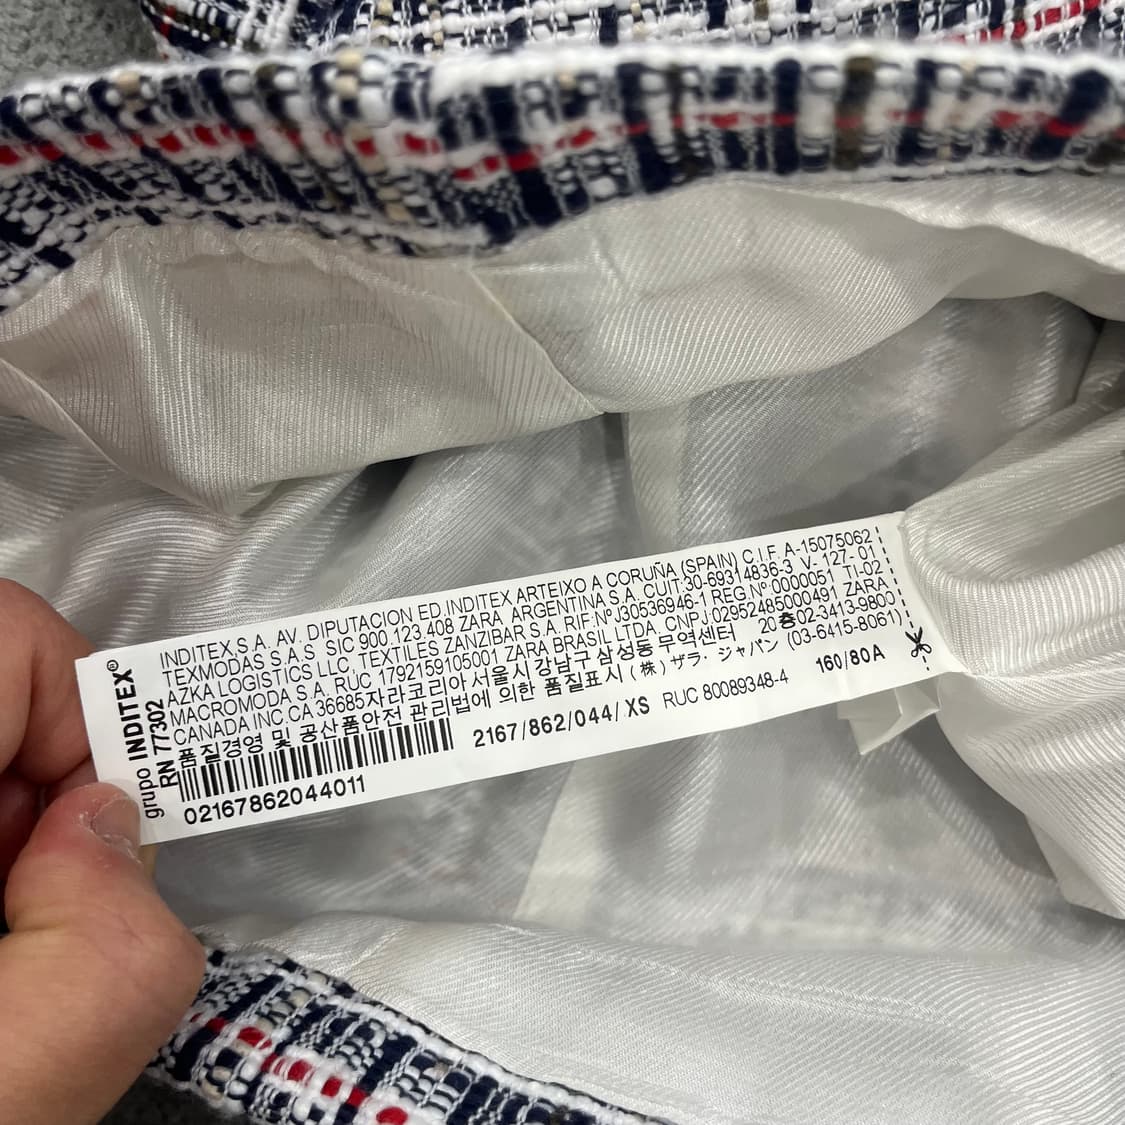 grupo INDITEX®
RN 77302
INDITEX,S.A. AV. DIPUTACION ED.INDITEX ARTEIXO A CORUÑA (SPAIN) C.I.F. A-15075062
TEXMODAS S.A.S SIC 900.123.408 ZARA ARGENTINA S.A. CUIT:30-69314836-3 V-127-01
AZKA LOGISTICS LLC, TEXTILES ZANZIBAR S.A. RIF:Nº J30536946-1 REG.Nº 0000051 TI-02
MACROMODA S.A. RUC 1792159105001 ZARA BRASIL LTDA. CNPJ.02952485000491 ZARA
CANADA INC.CA 36685자라코리아 서울시 강남구 삼성동 무역센터 20층02-3413-9800
품질경영 및 공산품안전 관리법에 의한 품질표시 (株) ザラ・ジャパン (03-6415-8061)
2167/862/044/ XS RUC 80089348-4 160/80A
02167862044011